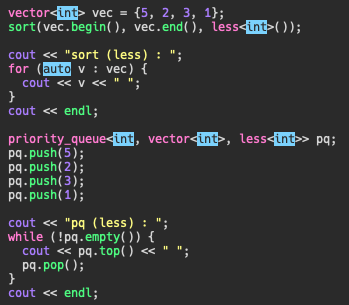 vector<int> vec = {5, 2, 3, 1};
sort(vec.begin(), vec.end(), less<int>());
cout << "sort (less) : ";
for (auto v : vec) {
  cout << v << " ";
}
cout << endl;
priority_queue<int, vector<int>, less<int>> pq;
pq.push(5);
pq.push(2);
pq.push(3);
pq.push(1);
cout << "pq (less) : ";
while (!pq.empty()) {
  cout << pq.top() << " ";
  pq.pop();
}
cout << endl;